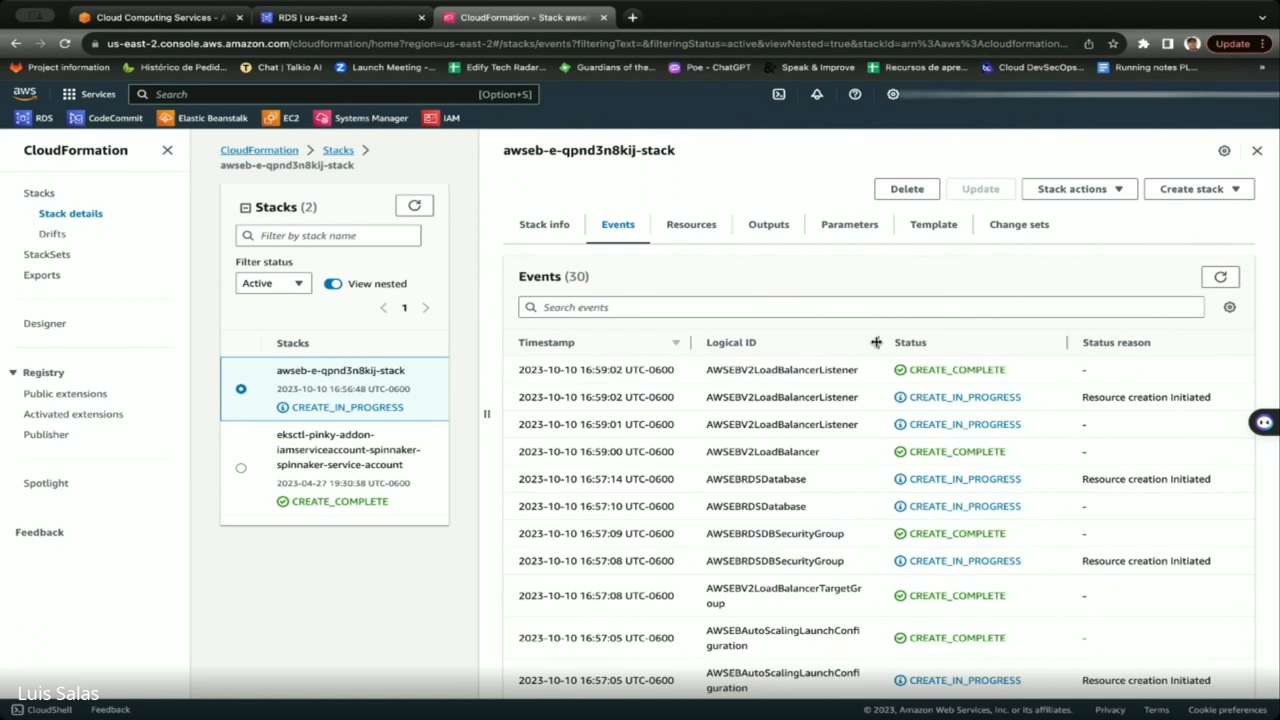 Cloud Computing Services - A
RDS | us-east-2
CloudFormation - Stack awse
us-east-2.console.aws.amazon.com/cloudformation/home?region=us-east-2#/stacks/events?filteringText=&filteringStatus=active&viewNested=true&stackId=arn%3Aaws%3Acloudformation...
Update
Project information
Histórico de Pedid...
Chat | Talkio AI
Launch Meeting -...
Edify Tech Radar...
Guardians of the...
Poe - ChatGPT
Speak & Improve
Recursos de apre...
Cloud DevSecOps...
Running notes PL...
»
aws
Services
Search
[Option+S]
RDS
CodeCommit
Elastic Beanstalk
EC2
Systems Manager
IAM
CloudFormation
Stacks
Stack details
Drifts
StackSets
Exports
Designer
Registry
Public extensions
Activated extensions
Publisher
Spotlight
Feedback
CloudFormation > Stacks >
awseb-e-qpnd3n8kij-stack
Stacks (2)
Filter by stack name
Filter status
Active
View nested
1
Stacks
awseb-e-qpnd3n8kij-stack
2023-10-10 16:56:48 UTC-0600
CREATE_IN_PROGRESS
eksctl-pinky-addon-
iamserviceaccount-spinnaker-
spinnaker-service-account
2023-04-27 19:30:38 UTC-0600
CREATE_COMPLETE
awseb-e-qpnd3n8kij-stack
Delete
Update
Stack actions
Create stack
Stack info
Events
Resources
Outputs
Parameters
Template
Change sets
Events (30)
Search events
Timestamp Logical ID Status Status reason
2023-10-10 16:59:02 UTC-0600 AWSEBV2LoadBalancerListener CREATE_COMPLETE -
2023-10-10 16:59:02 UTC-0600 AWSEBV2LoadBalancerListener CREATE_IN_PROGRESS Resource creation Initiated
2023-10-10 16:59:01 UTC-0600 AWSEBV2LoadBalancerListener CREATE_IN_PROGRESS -
2023-10-10 16:59:00 UTC-0600 AWSEBV2LoadBalancer CREATE_COMPLETE -
2023-10-10 16:57:14 UTC-0600 AWSEBRDSDatabase CREATE_IN_PROGRESS Resource creation Initiated
2023-10-10 16:57:10 UTC-0600 AWSEBRDSDatabase CREATE_IN_PROGRESS -
2023-10-10 16:57:09 UTC-0600 AWSEBRDSDBSecurityGroup CREATE_COMPLETE -
2023-10-10 16:57:08 UTC-0600 AWSEBRDSDBSecurityGroup CREATE_IN_PROGRESS Resource creation Initiated
2023-10-10 16:57:08 UTC-0600 AWSEBV2LoadBalancerTargetGr
oup CREATE_COMPLETE -
2023-10-10 16:57:05 UTC-0600 AWSEBAutoScalingLaunchConfi
guration CREATE_COMPLETE -
2023-10-10 16:57:05 UTC-0600 AWSEBAutoScalingLaunchConfi
guration CREATE_IN_PROGRESS Resource creation Initiated
Luis Salas
CloudShell
Feedback
© 2023, Amazon Web Services, Inc. or its affiliates.
Privacy
Terms
Cookie preferences